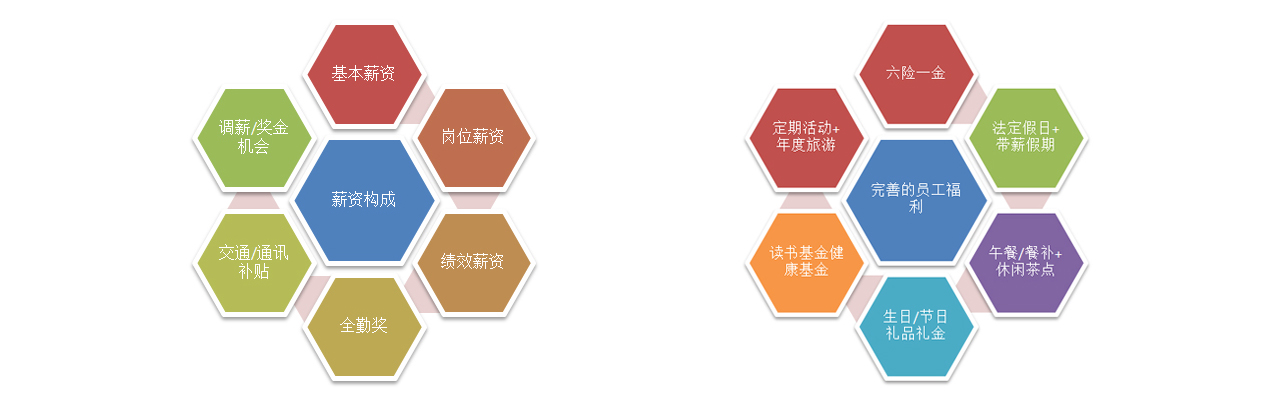 基本薪资
岗位薪资
绩效薪资
全勤奖
交通/通讯
补贴
调薪/奖金
机会
薪资构成
六险一金
法定假日+
带薪假期
午餐/餐补+
休闲茶点
生日/节日
礼品礼金
读书基金健
康基金
定期活动+
年度旅游
完善的员工福
利